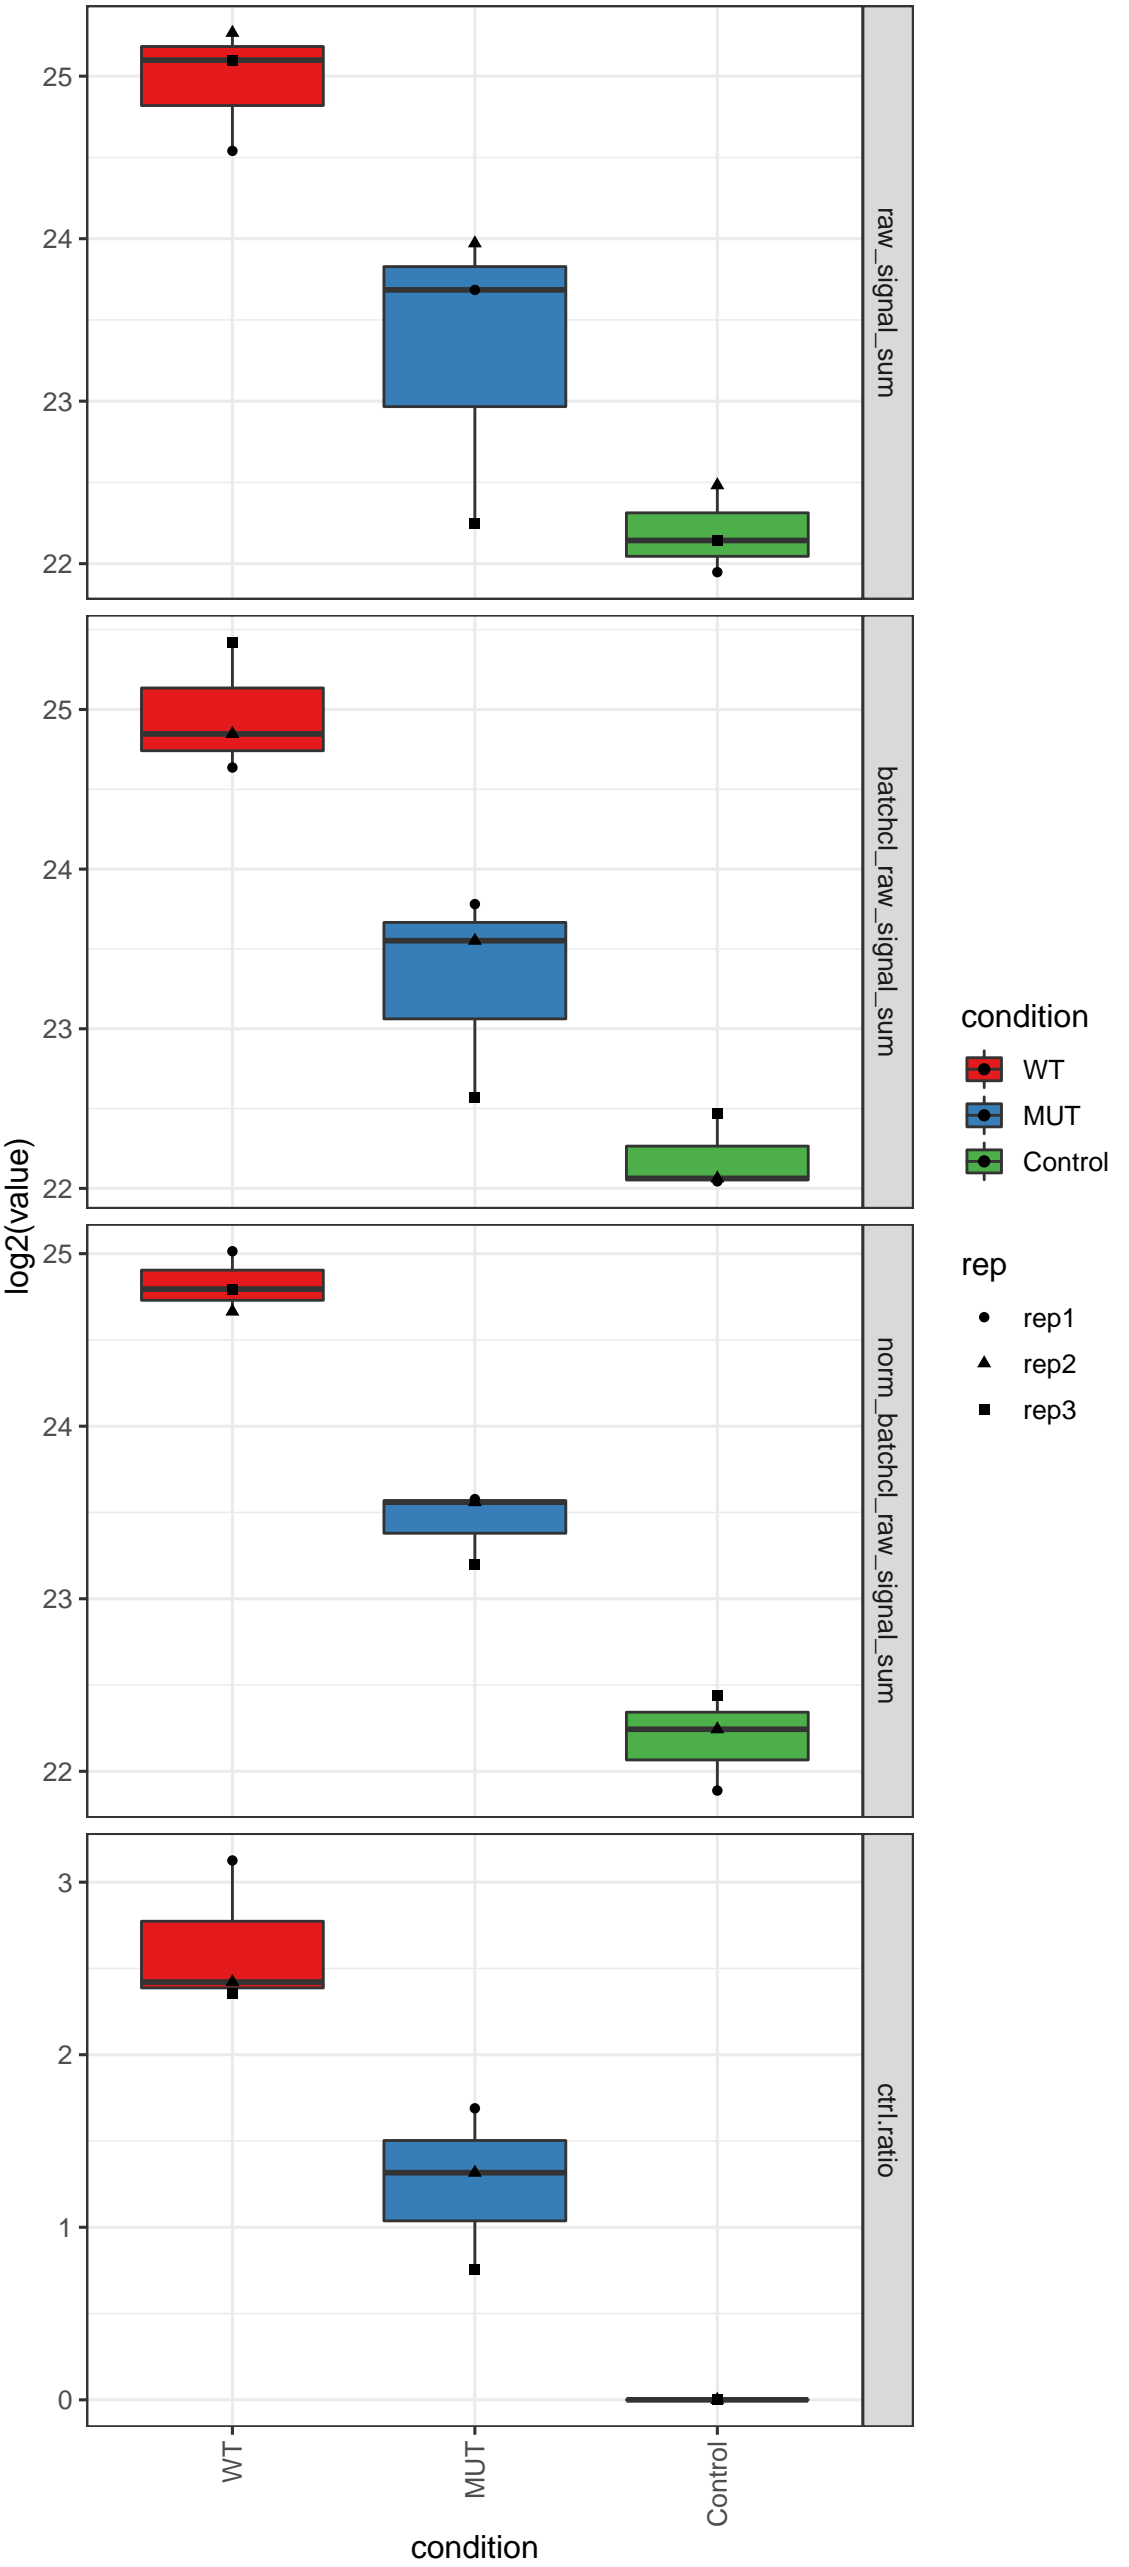 25
24
23
22
raw_signal_sum
25
24
23
22
batchcl_raw_signal_sum
25
24
23
22
norm_batchcl_raw_signal_sum
3
2
1
0
ctrl.ratio
log2(value)
WT
MUT
Control
condition
condition
WT
MUT
Control
rep
rep1
rep2
rep3